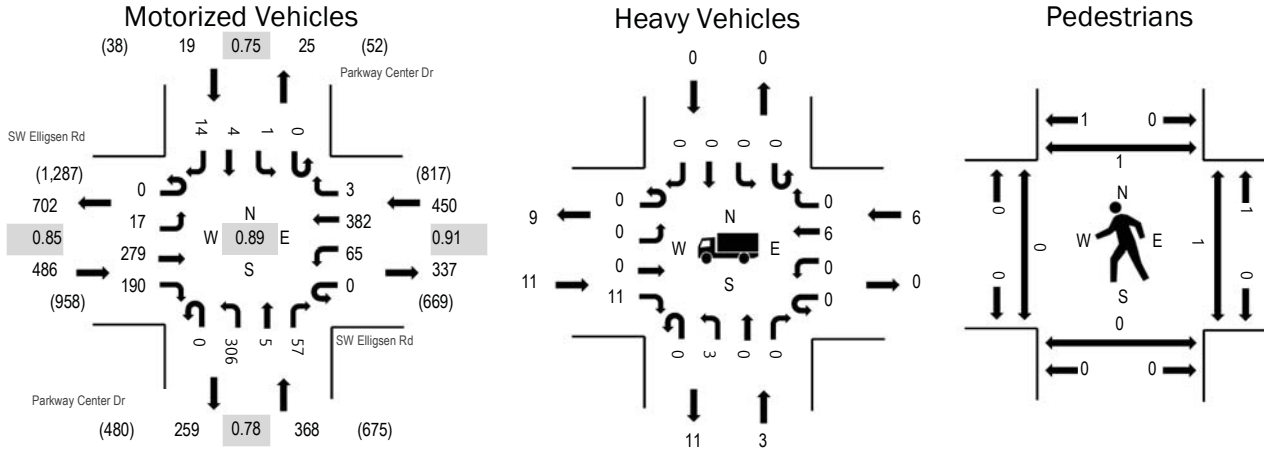 Motorized Vehicles
(38) 19 0.75 25 (52)
Parkway Center Dr
SW Elligsen Rd
14 4 1 0
(1,287) 0 3 (817)
702 17 N 382 450
0.85 W 0.89 E 0.91
486 279 S 65 337
(958) 190 0 (669)
0 306 5 57
SW Elligsen Rd
Parkway Center Dr
(480) 259 0.78 368 (675)
Heavy Vehicles
0 0
0 0 0 0
0 0
9 0 N 6 6
W E
11 0 S 0 0
11 0
0 3 0 0
11 3
Pedestrians
1 0
1
0 0 N 1 1
W E
0 S 0
0
0 0